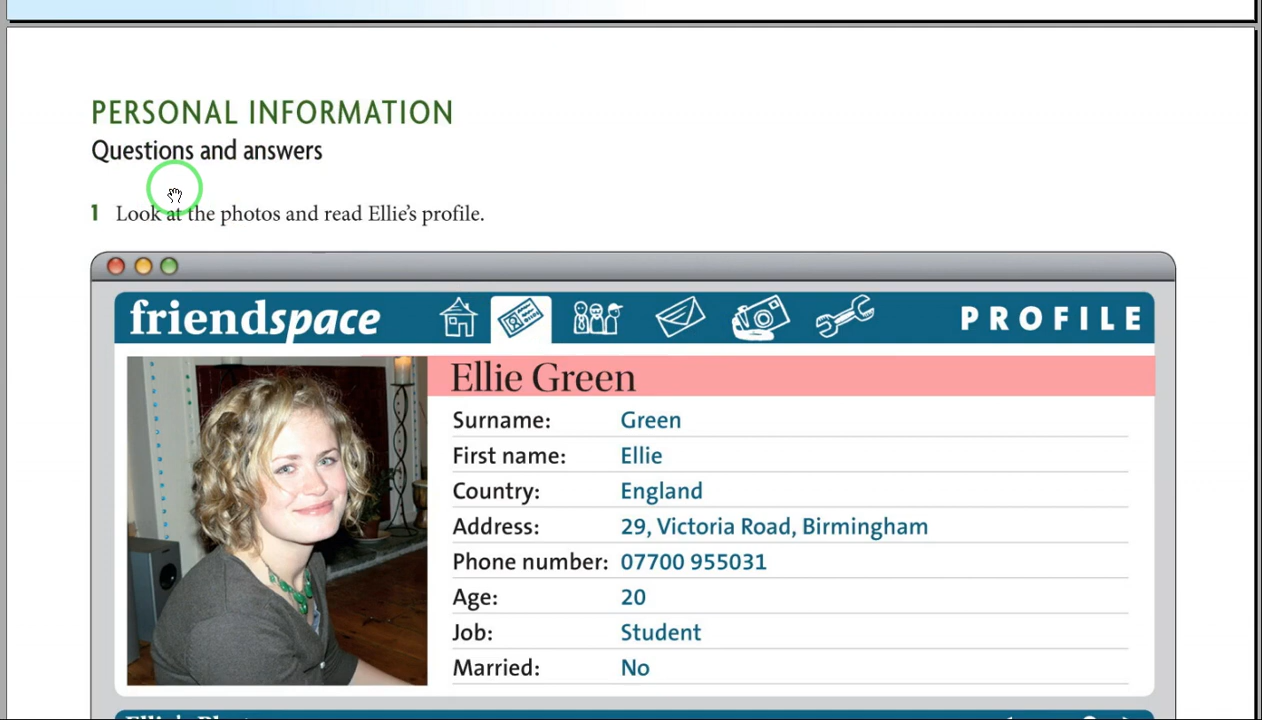 PERSONAL INFORMATION
Questions and answers
1 Look at the photos and read Ellie's profile.
friendspace
PROFILE
Ellie Green
Surname: Green
First name: Ellie
Country: England
Address: 29, Victoria Road, Birmingham
Phone number: 07700 955031
Age: 20
Job: Student
Married: No